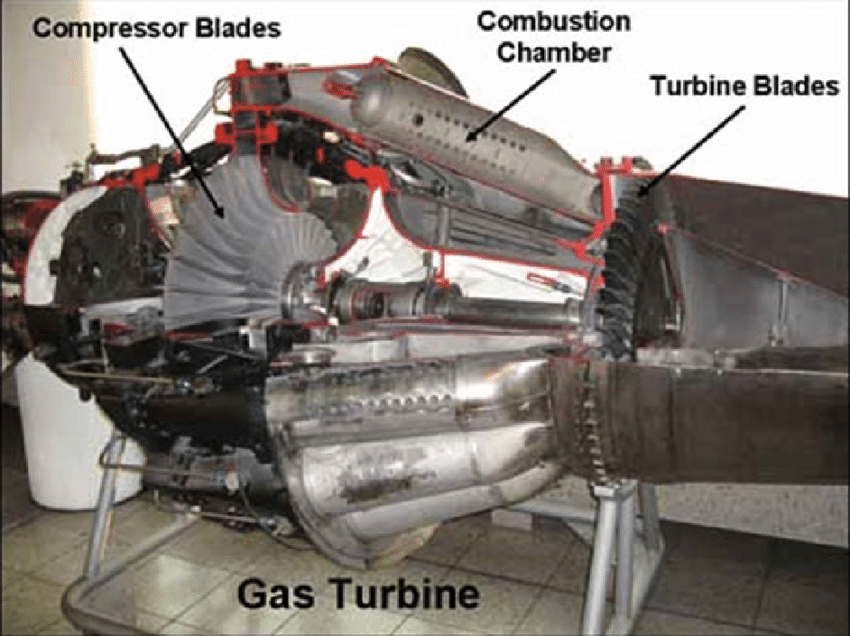 Compressor Blades
Combustion
Chamber
Turbine Blades
Gas Turbine